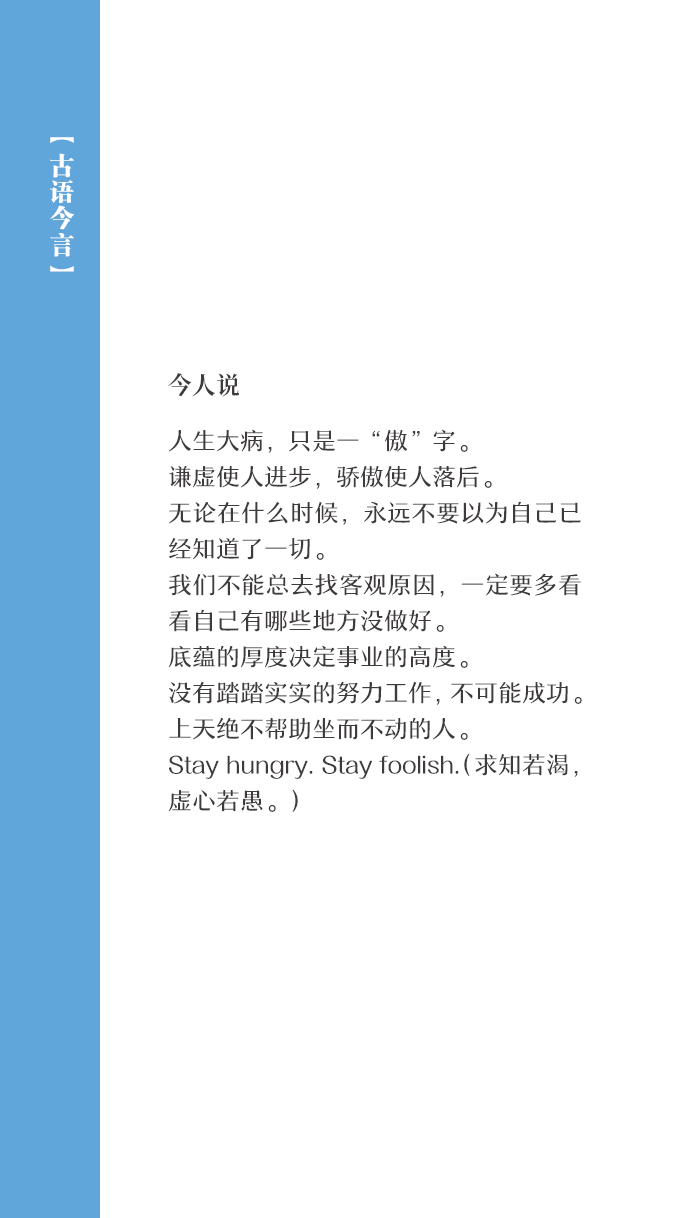 【古语今言】
今人说
人生大病，只是一“傲”字。
谦虚使人进步，骄傲使人落后。
无论在什么时候，永远不要以为自己已
经知道了一切。
我们不能总去找客观原因，一定要多看
看自己有哪些地方没做好。
底蕴的厚度决定事业的高度。
没有踏踏实实的努力工作，不可能成功。
上天绝不帮助坐而不动的人。
Stay hungry. Stay foolish.(求知若渴，
虚心若愚。)